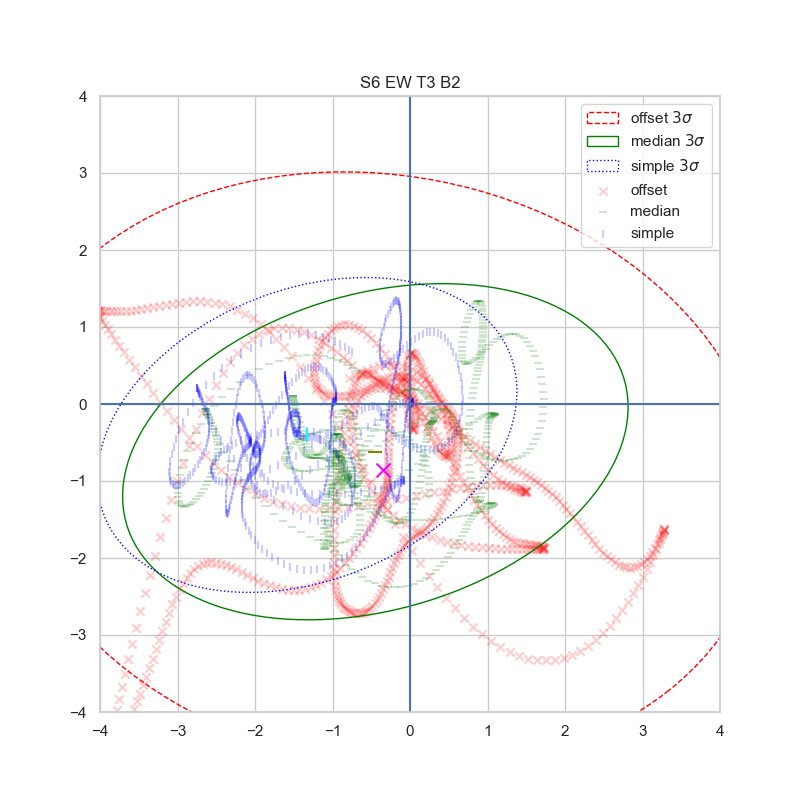 S6 EW T3 B2
offset 3σ
median 3σ
simple 3σ
offset
median
simple
4
3
2
1
0
−1
−2
−3
−4
−4 −3 −2 −1 0 1 2 3 4